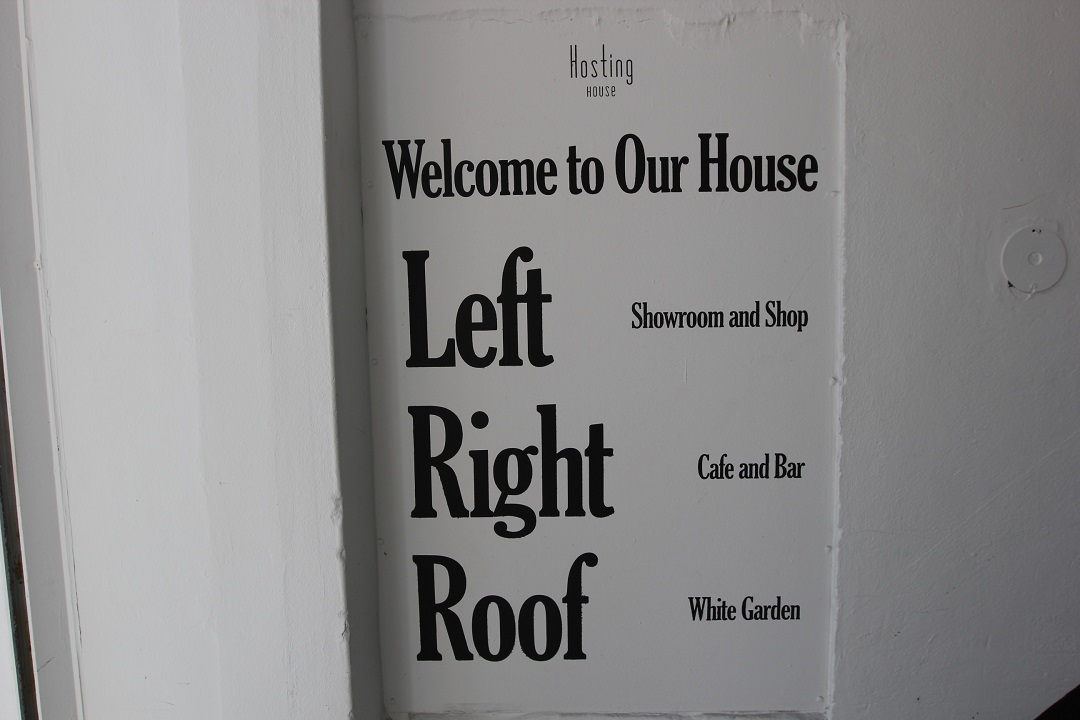 Hosting
HOUSE
Welcome to Our House
Left Showroom and Shop
Right Cafe and Bar
Roof White Garden